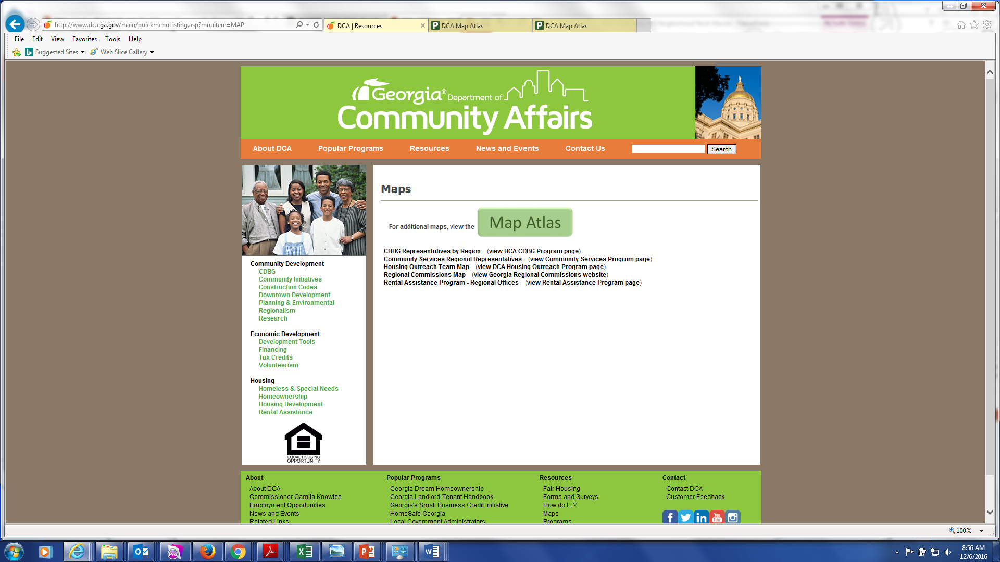 http://www.dca.ga.gov/main/quickmenuListing.asp?mnuitem=MAP
DCA | Resources
DCA Map Atlas
DCA Map Atlas
File Edit View Favorites Tools Help
Suggested Sites Web Slice Gallery
Georgia® Department of
Community Affairs
About DCA Popular Programs Resources News and Events Contact Us Search
Maps
For additional maps, view the Map Atlas
CDBG Representatives by Region (view DCA CDBG Program page)
Community Services Regional Representatives (view Community Services Program page)
Housing Outreach Team Map (view DCA Housing Outreach Program page)
Regional Commissions Map (view Georgia Regional Commissions website)
Rental Assistance Program - Regional Offices (view Rental Assistance Program page)
Community Development
CDBG
Community Initiatives
Construction Codes
Downtown Development
Planning & Environmental
Regionalism
Research
Economic Development
Development Tools
Financing
Tax Credits
Volunteerism
Housing
Homeless & Special Needs
Homeownership
Housing Development
Rental Assistance
EQUAL HOUSING
OPPORTUNITY
About
About DCA
Commissioner Camila Knowles
Employment Opportunities
News and Events
Related Links
Popular Programs
Georgia Dream Homeownership
Georgia Landlord-Tenant Handbook
Georgia's Small Business Credit Initiative
HomeSafe Georgia
Local Government Administrators
Resources
Fair Housing
Forms and Surveys
How do I...?
Maps
Programs
Contact
Contact DCA
Customer Feedback
You
Tube
100%
Pro
8:56 AM
12/6/2016